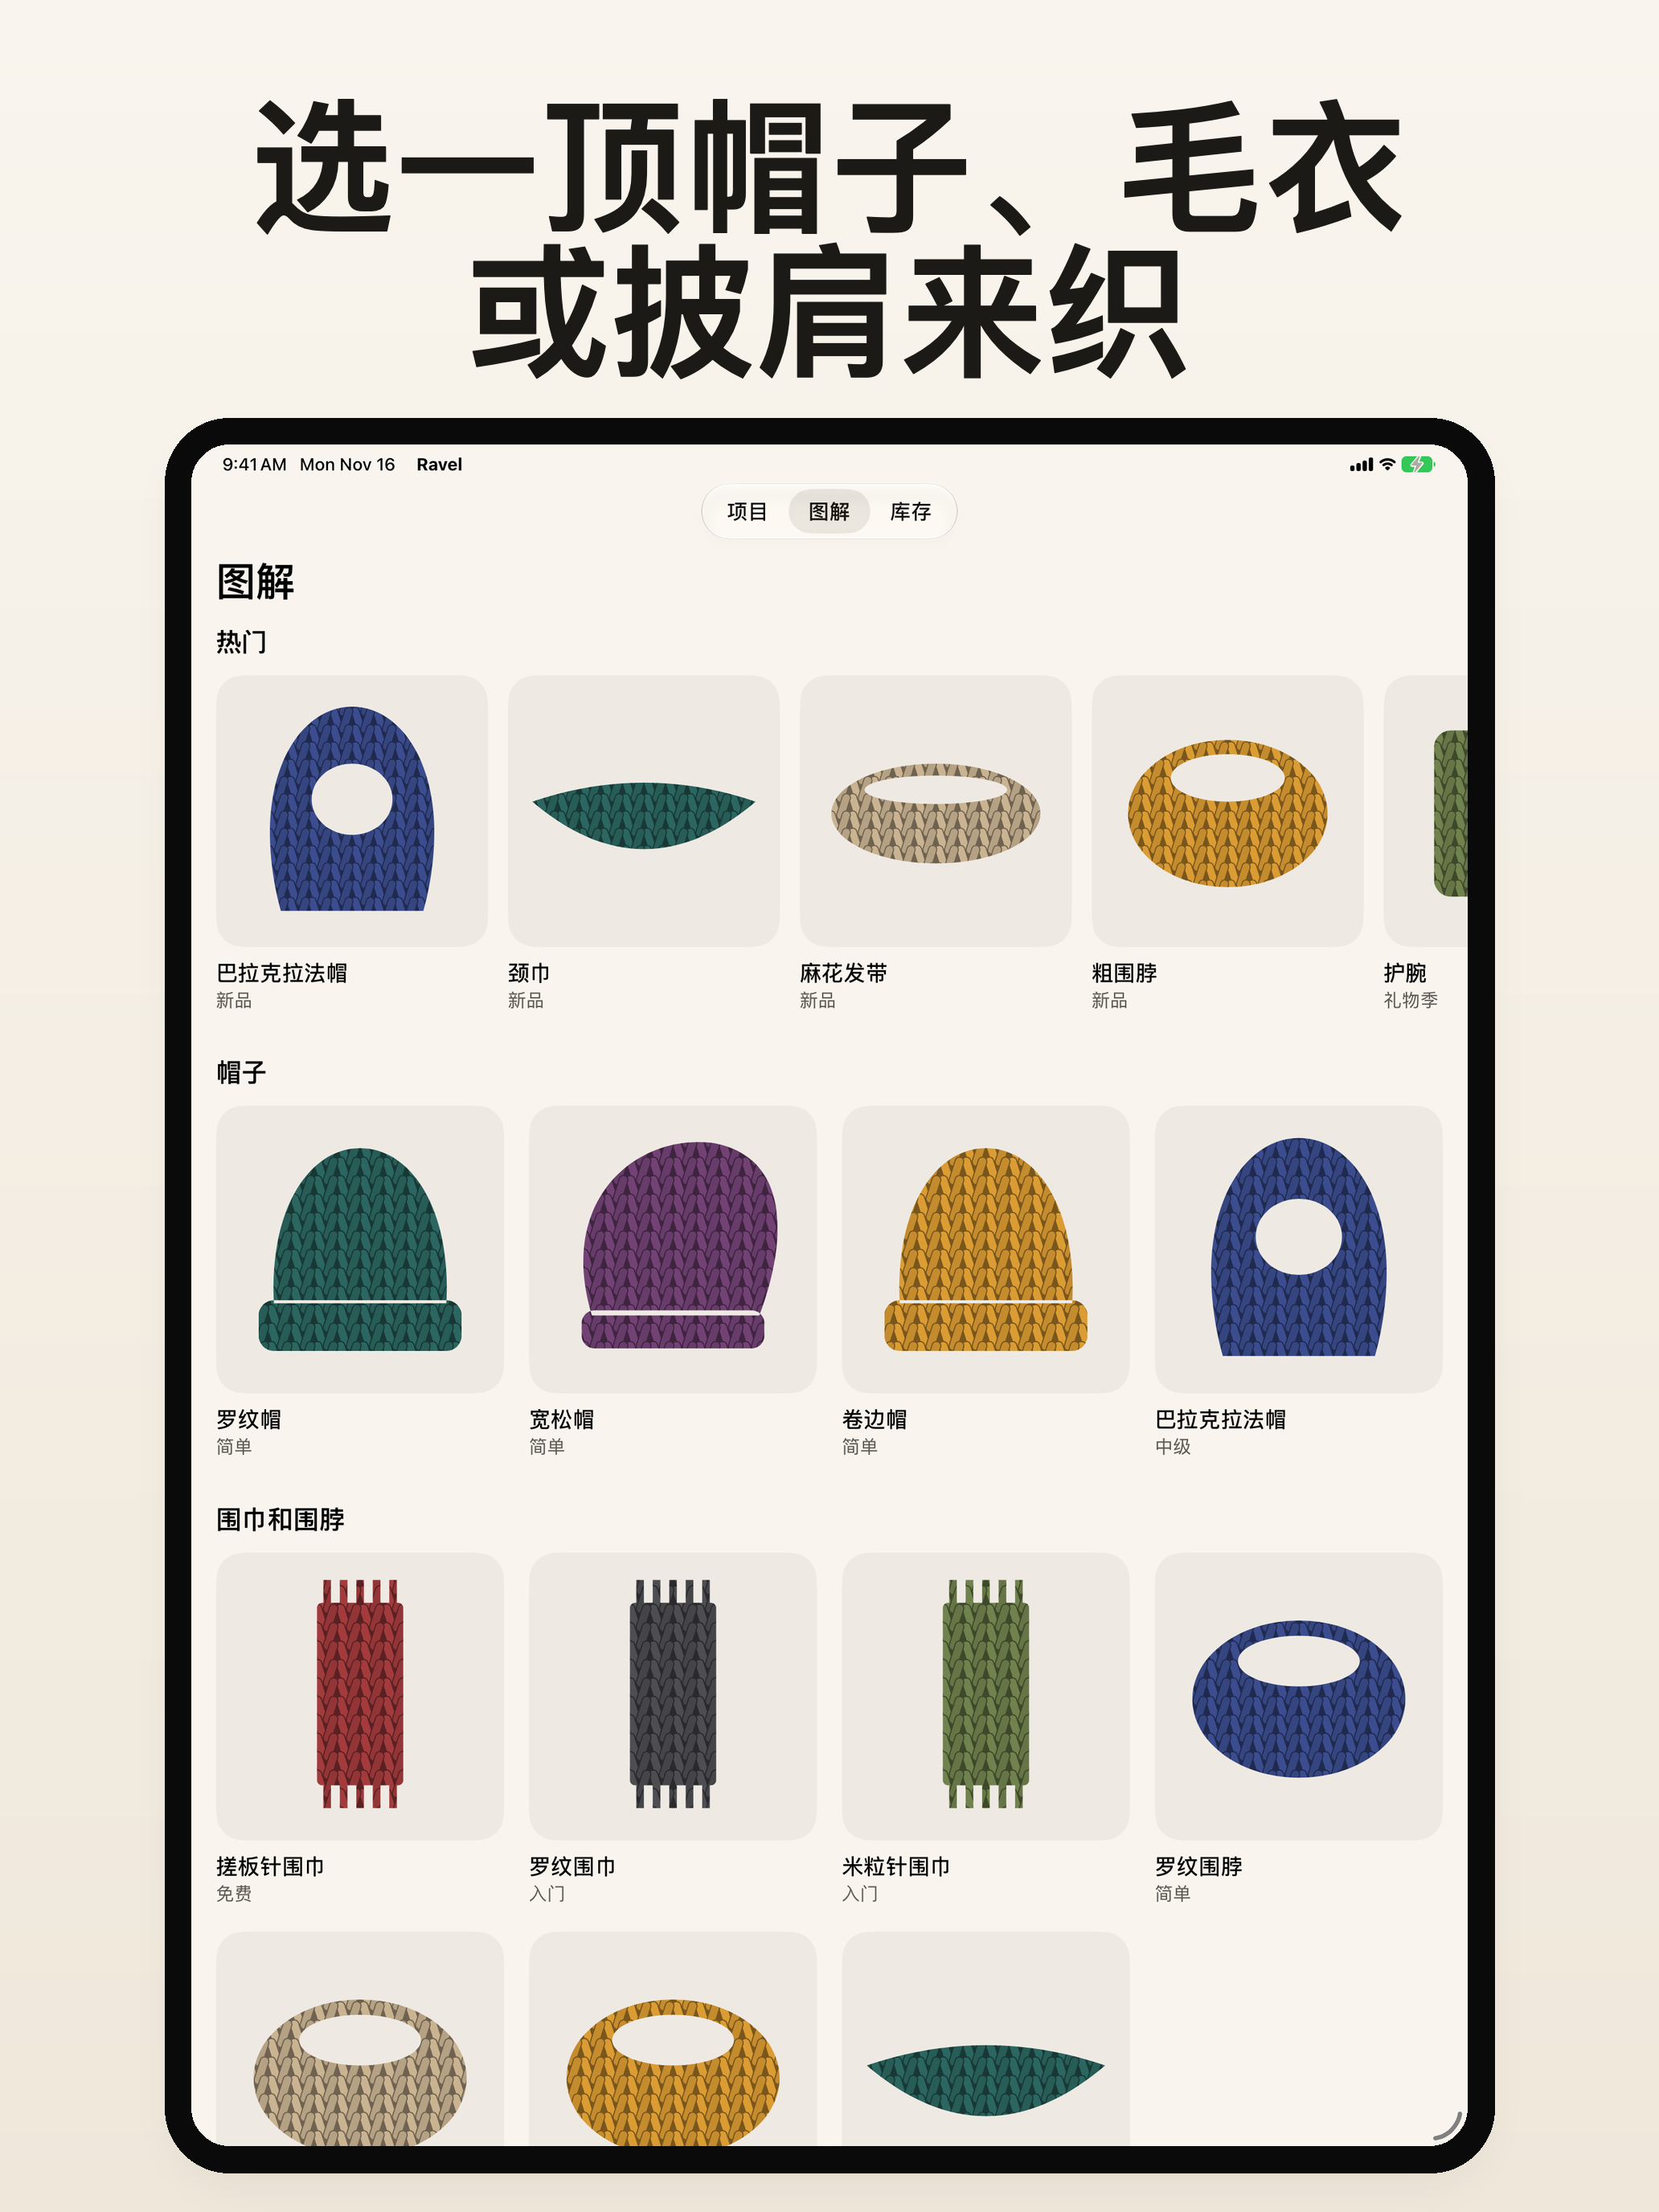 选一顶帽子、毛衣
或披肩来织
9:41 AM Mon Nov 16 Ravel
项目 图解 库存
图解
热门
巴拉克拉法帽 颈巾 麻花发带 粗围脖 护腕
新品 新品 新品 新品 礼物季
帽子
罗纹帽 宽松帽 卷边帽 巴拉克拉法帽
简单 简单 简单 中级
围巾和围脖
搓板针围巾 罗纹围巾 米粒针围巾 罗纹围脖
免费 入门 入门 简单